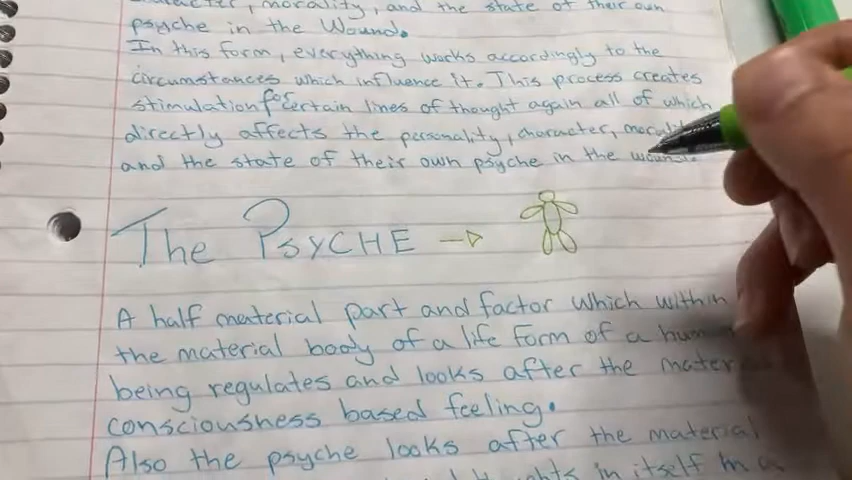 character, morality, and the state of their own
psyche in the Wound.
In this form, everything works accordingly to the
circumstances which influence it. This process creates
stimulation for certain lines of thought again all of which
directly affects the personality, character,
and the state of their own psyche in the wound.
The PSYCHE →
A half material part and factor which within
the material body of a life form of a
being regulates and looks after the
consciousness based feeling.
Also the psyche looks after the material
in itself in a